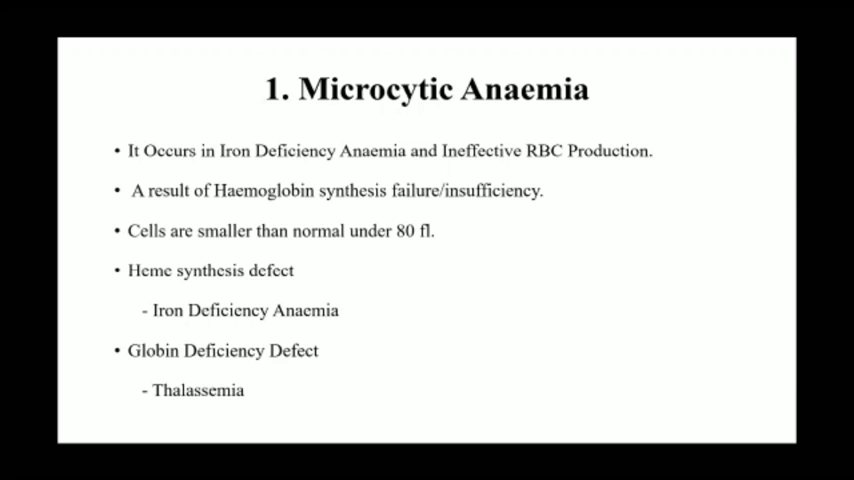 1. Microcytic Anaemia
• It Occurs in Iron Deficiency Anaemia and Ineffective RBC Production.
• A result of Haemoglobin synthesis failure/insufficiency.
• Cells are smaller than normal under 80 fl.
• Heme synthesis defect
- Iron Deficiency Anaemia
• Globin Deficiency Defect
- Thalassemia